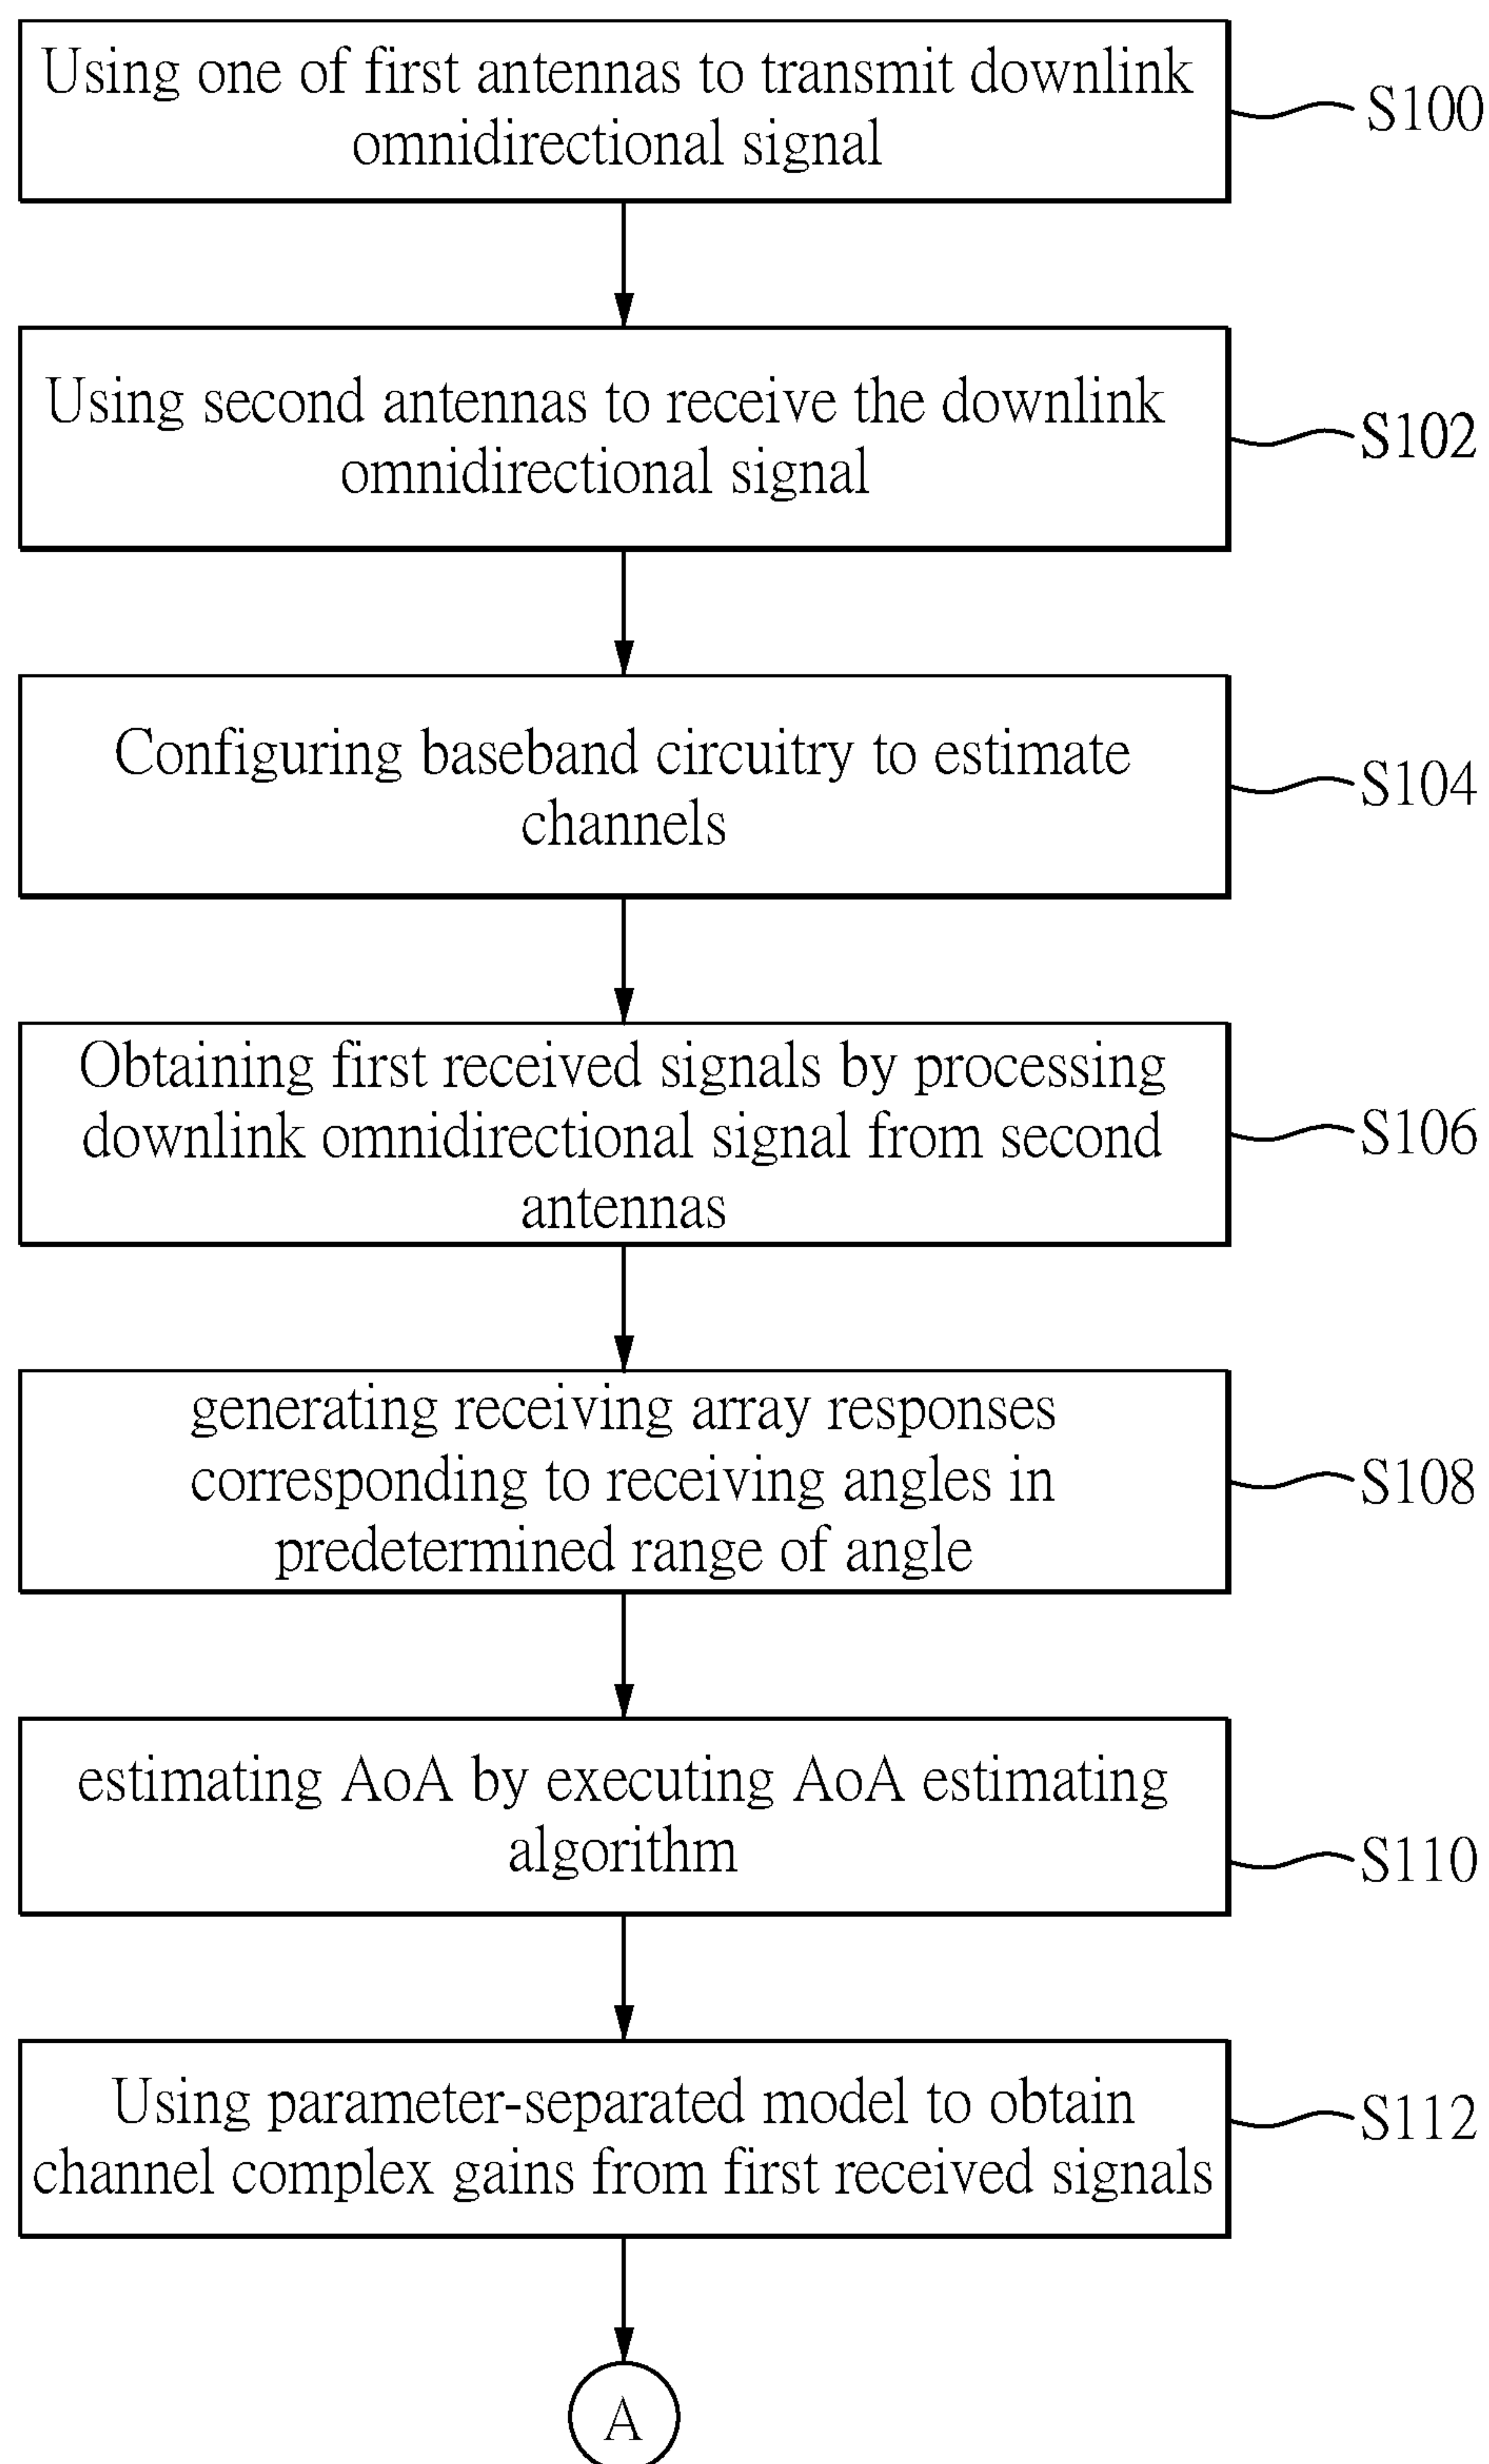 Using one of first antennas to transmit downlink
omnidirectional signal
S100
Using second antennas to receive the downlink
omnidirectional signal
S102
Configuring baseband circuitry to estimate
channels
S104
Obtaining first received signals by processing
downlink omnidirectional signal from second
antennas
S106
generating receiving array responses
corresponding to receiving angles in
predetermined range of angle
S108
estimating AoA by executing AoA estimating
algorithm
S110
Using parameter-separated model to obtain
channel complex gains from first received signals
S112
A